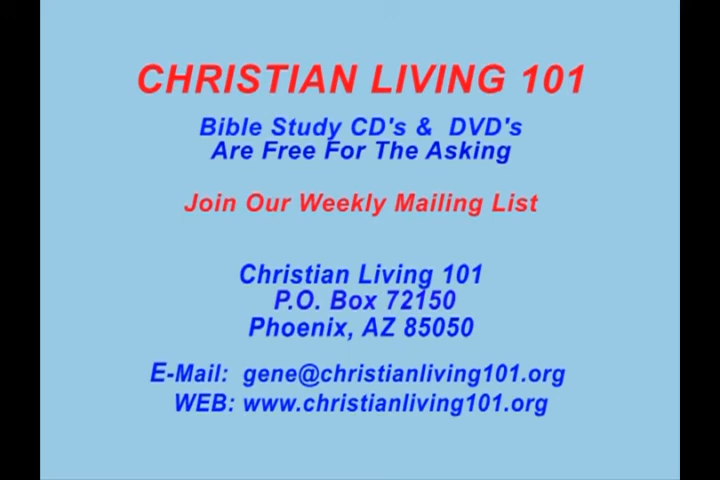 CHRISTIAN LIVING 101
Bible Study CD's & DVD's
Are Free For The Asking
Join Our Weekly Mailing List
Christian Living 101
P.O. Box 72150
Phoenix, AZ 85050
E-Mail: gene@christianliving101.org
WEB: www.christianliving101.org